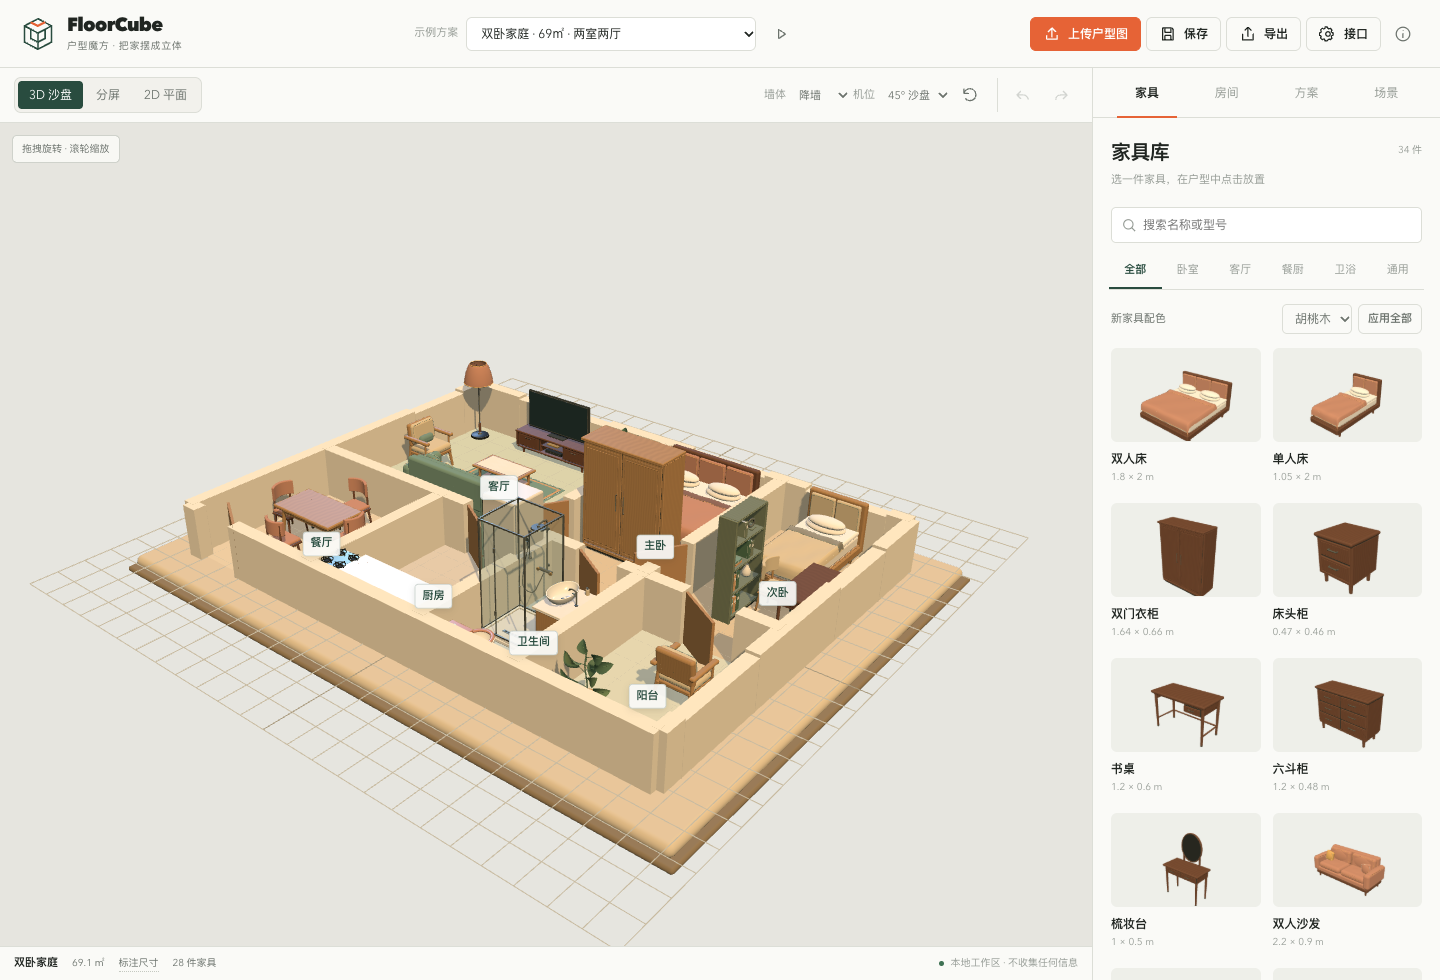 FloorCube
户型魔方 · 把家摆成立体
示例方案
双卧家庭 · 69㎡ · 两室两厅
上传户型图
保存
导出
接口
3D 沙盘
分屏
2D 平面
墙体
降墙
机位
45° 沙盘
拖拽旋转 · 滚轮缩放
客厅
餐厅
主卧
厨房
次卧
卫生间
阳台
双卧家庭
69.1 ㎡
标注尺寸
28 件家具
本地工作区 · 不收集任何信息
家具
房间
方案
场景
家具库
34 件
选一件家具，在户型中点击放置
搜索名称或型号
全部
卧室
客厅
餐厨
卫浴
通用
新家具配色
胡桃木
应用全部
双人床
1.8 × 2 m
单人床
1.05 × 2 m
双门衣柜
1.64 × 0.66 m
床头柜
0.47 × 0.46 m
书桌
1.2 × 0.6 m
六斗柜
1.2 × 0.48 m
梳妆台
1 × 0.5 m
双人沙发
2.2 × 0.9 m